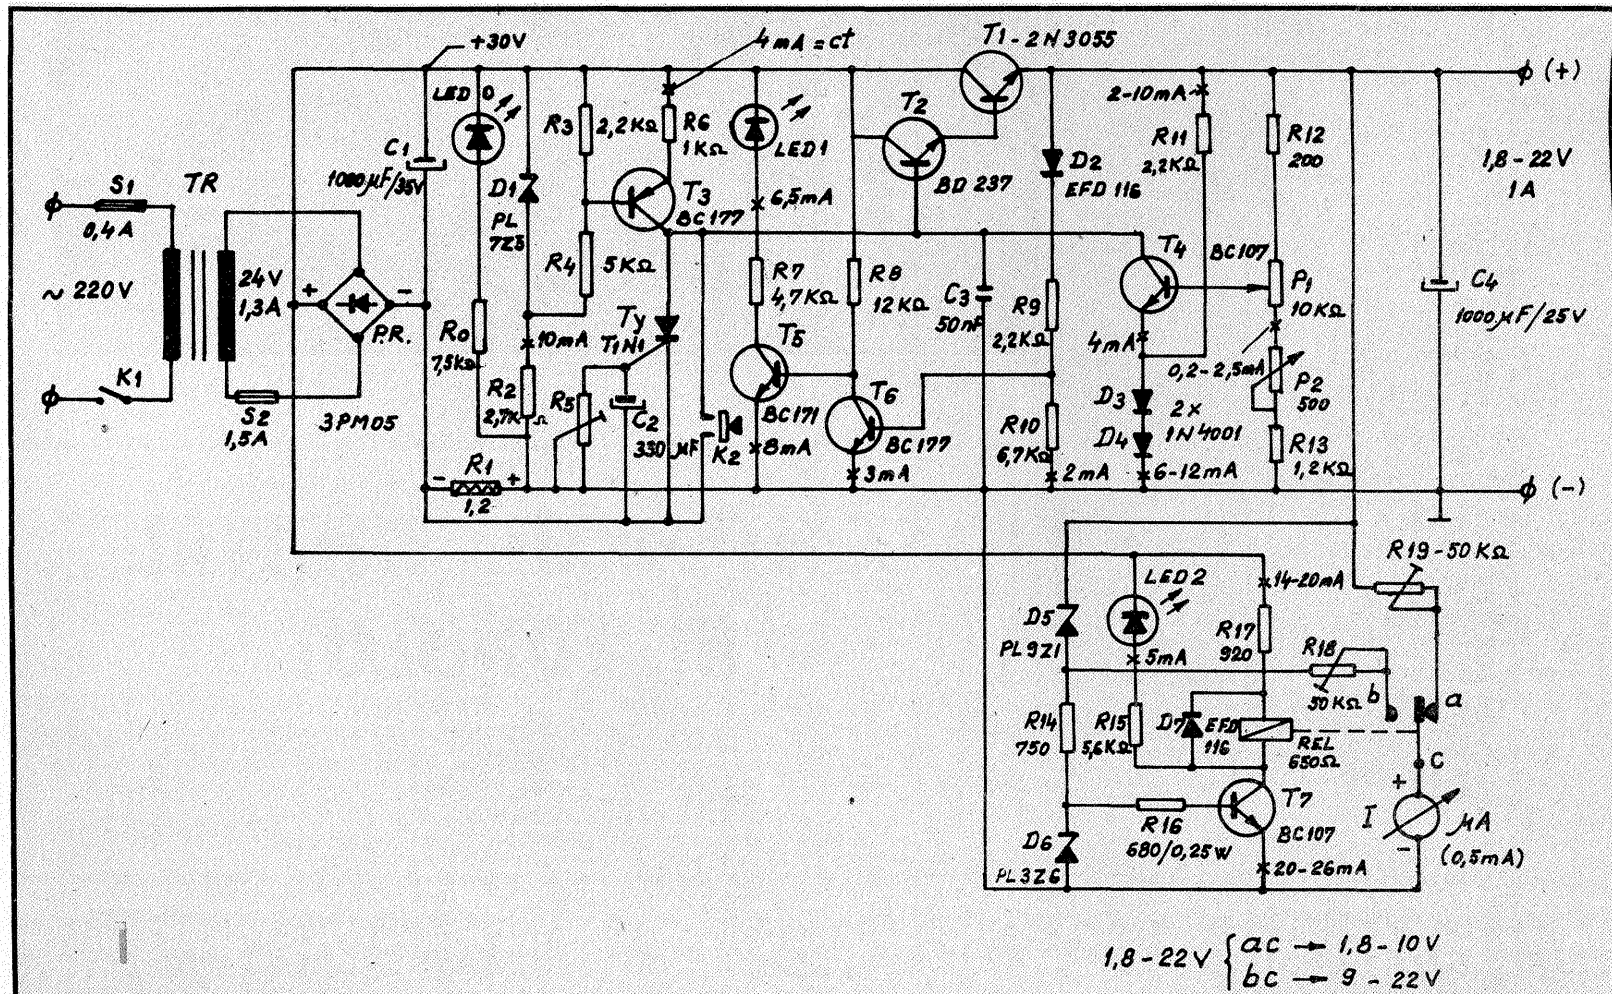 +30V
4mA=ct
T1-2N3055
φ (+)
LED 0
R3
2,2KΩ
R6
1KΩ
LED1
T2
BD 237
D2
EFD 116
2-10mA
R11
2,2KΩ
R12
200
1,8-22V
1A
S1
0,4A
TR
C1
1000μF/35V
D1
PL
7Z5
T3
BC177
6,5mA
T4
BC107
P1
10KΩ
~ 220V
24V
1,3A
+
-
P.R.
R4
5KΩ
R7
4,7KΩ
R8
12KΩ
C3
50nF
R9
2,2KΩ
C4
1000μF/25V
R0
7,5KΩ
10mA
Ty
T1N1
T5
4mA
0,2-2,5mA
P2
500
K1
S2
1,5A
3PM05
R2
2,7KΩ
R5
C2
330μF
K2
BC171
8mA
T6
BC177
3mA
R10
6,7KΩ
2mA
D3
D4
2x
1N4001
6-12mA
R13
1,2KΩ
-
R1
+
1,2
φ (-)
R19-50KΩ
LED2
14-20mA
D5
PL9Z1
5mA
R17
920
R18
50KΩ
b
a
R14
750
R15
5,6KΩ
D7
EFD
116
REL
650Ω
C
+
T7
BC107
I
μA
-
(0,5mA)
R16
680/0,25W
D6
PL3Z6
20-26mA
1,8-22V { ac → 1,8-10V
bc → 9-22V